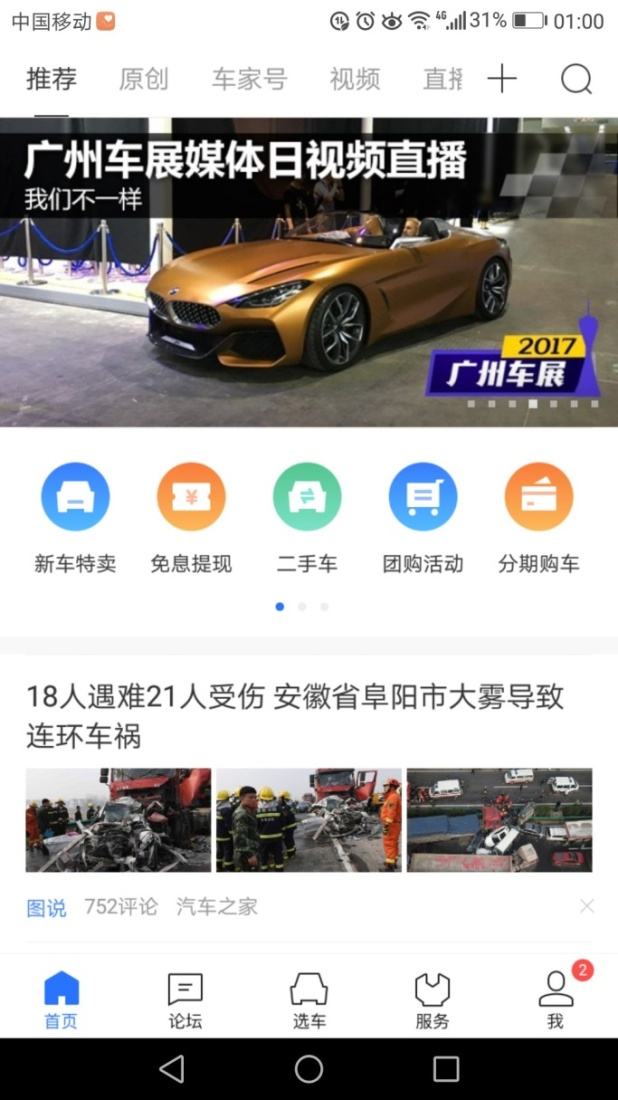 中国移动
4G
31%
01:00
推荐
原创
车家号
视频
直播
广州车展媒体日视频直播
我们不一样
2017
广州车展
新车特卖
免息提现
二手车
团购活动
分期购车
18人遇难21人受伤 安徽省阜阳市大雾导致
连环车祸
图说
752评论
汽车之家
首页
论坛
选车
服务
我
2